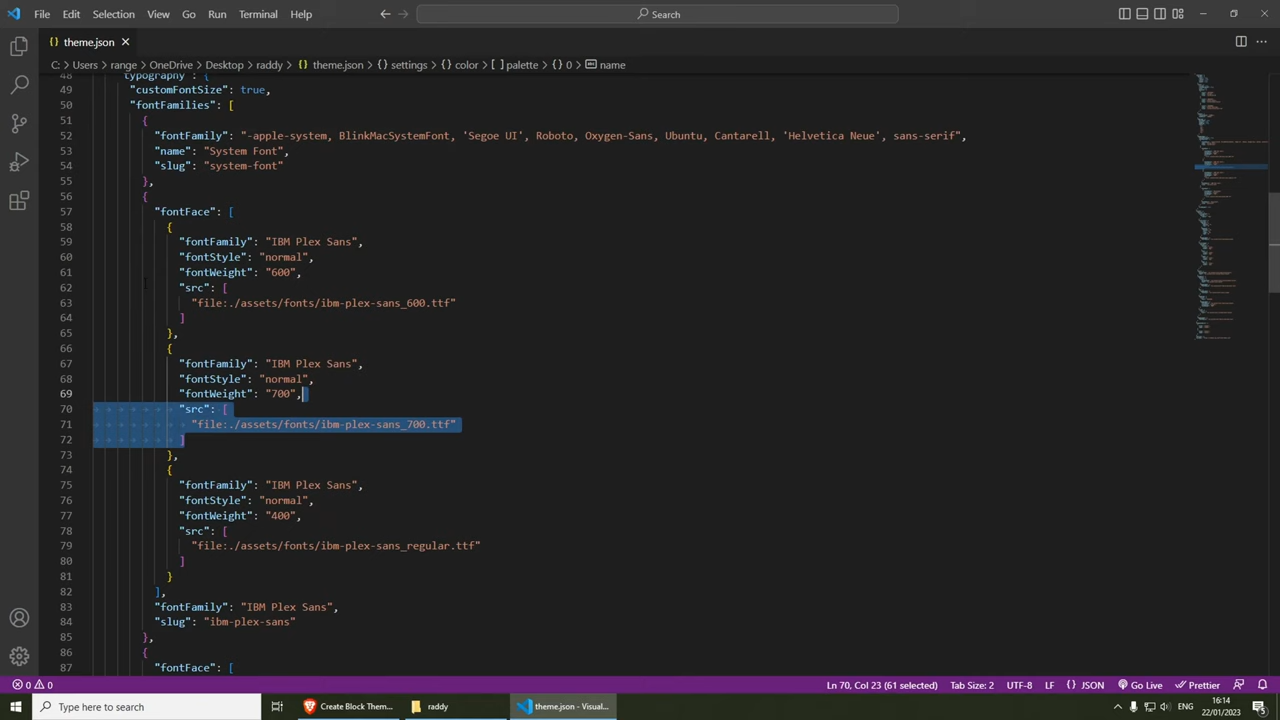 File Edit Selection View Go Run Terminal Help
Search
theme.json
C: > Users > range > OneDrive > Desktop > raddy > {} theme.json > {} settings > {} color > [ ] palette > {} 0 > name
48 "typography": {
49 "customFontSize": true,
50 "fontFamilies": [
51 {
52 "fontFamily": "-apple-system, BlinkMacSystemFont, 'Segoe UI', Roboto, Oxygen-Sans, Ubuntu, Cantarell, 'Helvetica Neue', sans-serif",
53 "name": "System Font",
54 "slug": "system-font"
55 },
56 {
57 "fontFace": [
58 {
59 "fontFamily": "IBM Plex Sans",
60 "fontStyle": "normal",
61 "fontWeight": "600",
62 "src": [
63 "file:./assets/fonts/ibm-plex-sans_600.ttf"
64 ]
65 },
66 {
67 "fontFamily": "IBM Plex Sans",
68 "fontStyle": "normal",
69 "fontWeight": "700",
70 "src": [
71 "file:./assets/fonts/ibm-plex-sans_700.ttf"
72 ]
73 },
74 {
75 "fontFamily": "IBM Plex Sans",
76 "fontStyle": "normal",
77 "fontWeight": "400",
78 "src": [
79 "file:./assets/fonts/ibm-plex-sans_regular.ttf"
80 ]
81 }
82 ],
83 "fontFamily": "IBM Plex Sans",
84 "slug": "ibm-plex-sans"
85 },
86 {
87 "fontFace": [
0 0 Ln 70, Col 23 (61 selected) Tab Size: 2 UTF-8 LF {} JSON Go Live Prettier
Type here to search Create Block Them... raddy theme.json - Visual... ENG 16:14
22/01/2023 5